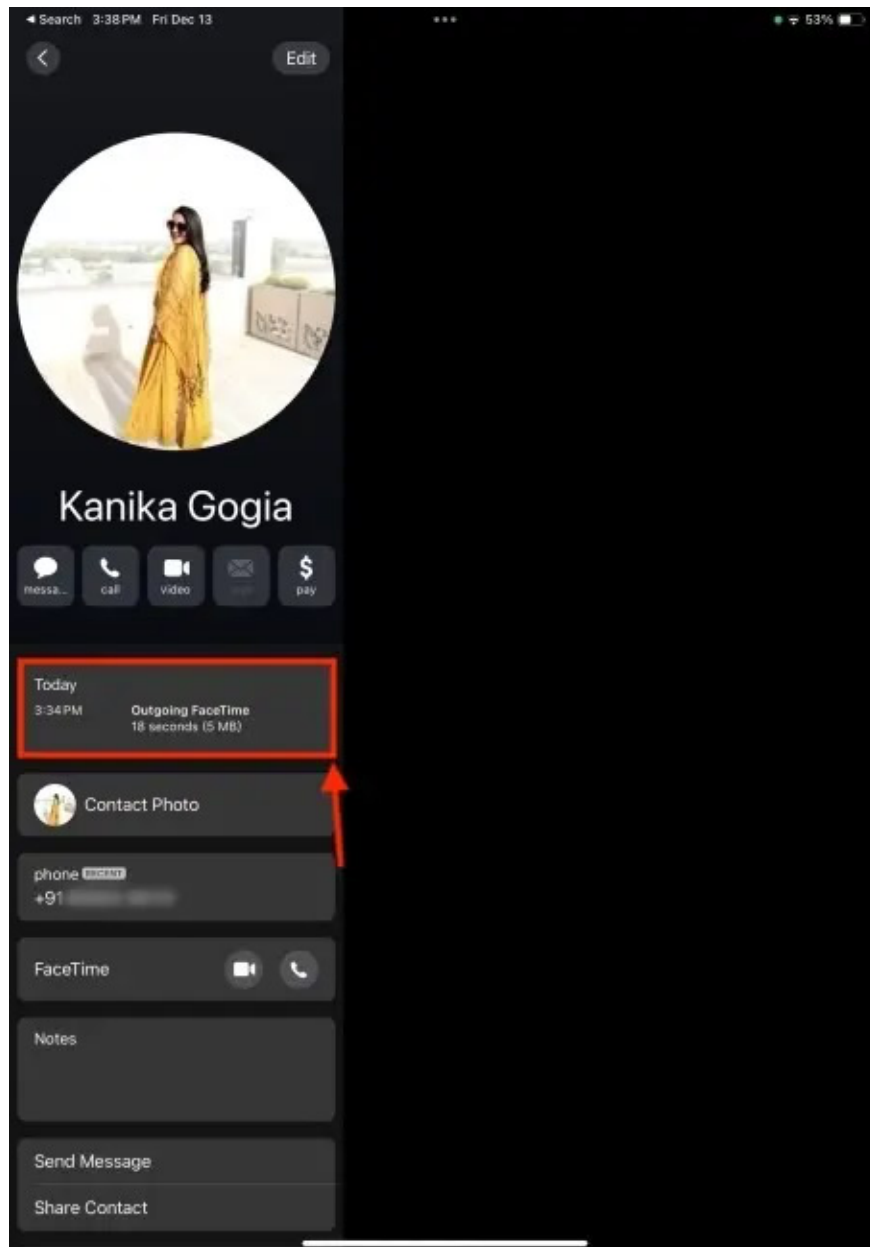 Search 3:38 PM Fri Dec 13
53%
Edit
Kanika Gogia
messa...
call
video
$
pay
Today
3:34 PM Outgoing FaceTime
18 seconds (5 MB)
Contact Photo
phone RECENT
+91
FaceTime
Notes
Send Message
Share Contact